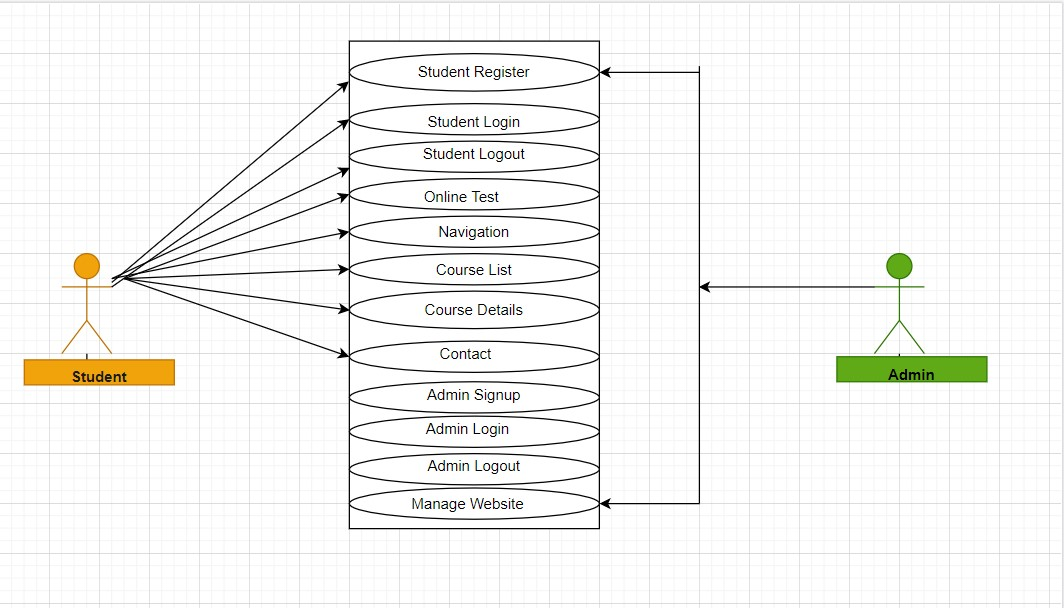 Student Register
Student Login
Student Logout
Online Test
Navigation
Course List
Course Details
Contact
Admin Signup
Admin Login
Admin Logout
Manage Website
Student
Admin